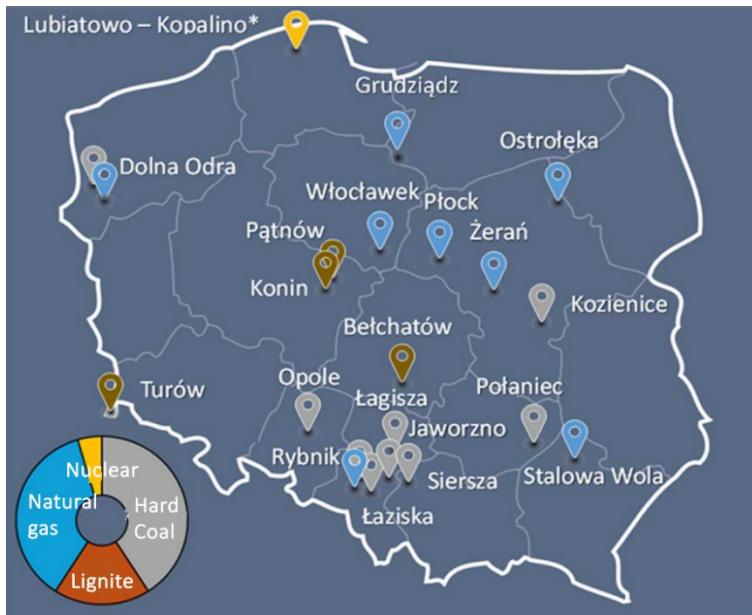 Lubiatowo – Kopalino*
Grudziądz
Ostrołęka
Dolna Odra
Włocławek
Płock
Pątnów
Żerań
Konin
Kozienice
Bełchatów
Turów
Opole
Połaniec
Łagisza
Jaworzno
Rybnik
Siersza
Stalowa Wola
Łaziska
Nuclear
Natural
gas
Hard
Coal
Lignite